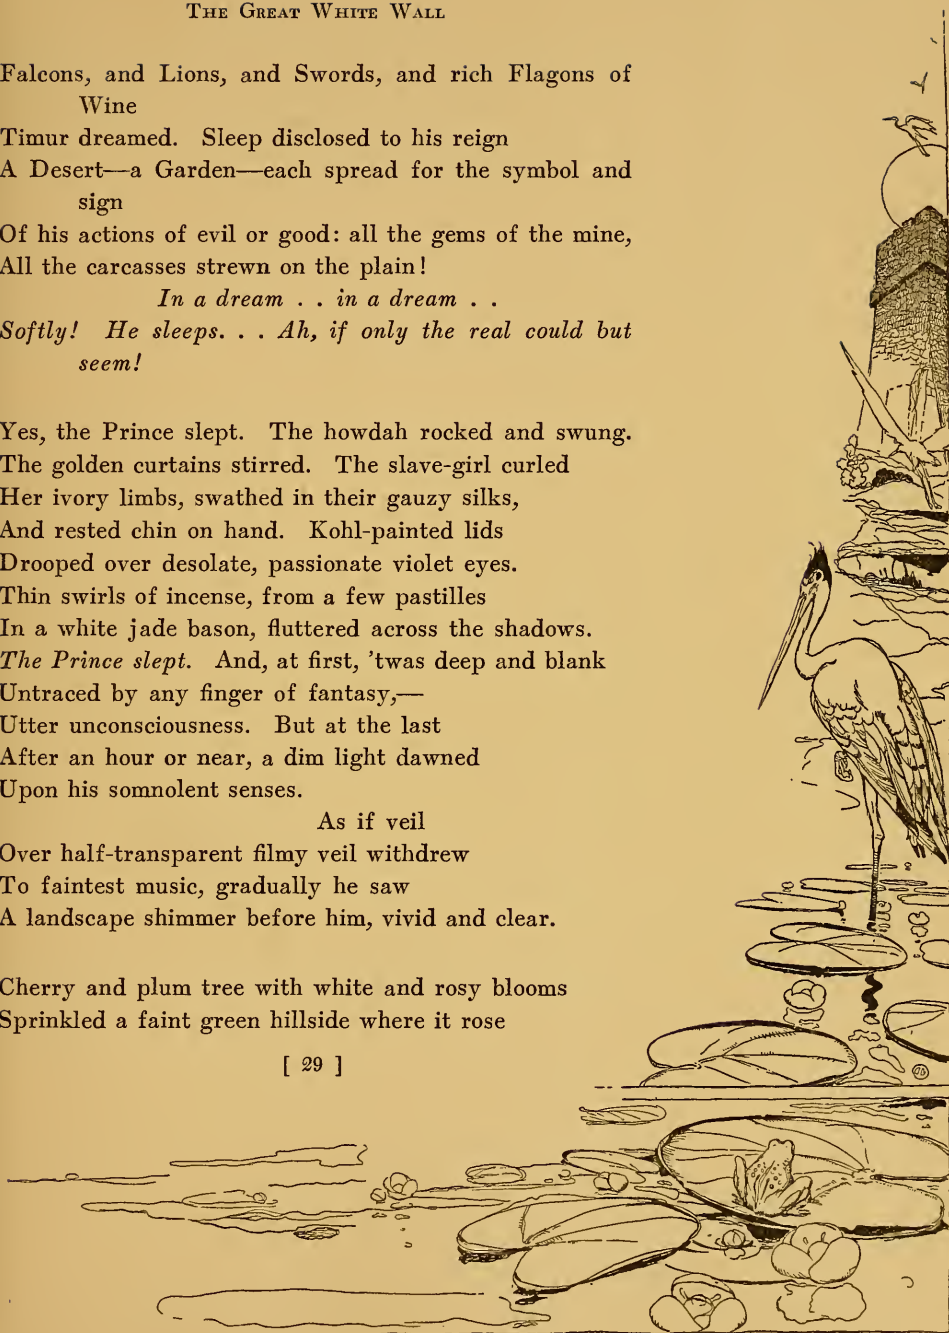 The Great White Wall
Falcons, and Lions, and Swords, and rich Flagons of
Wine
Timur dreamed. Sleep disclosed to his reign
A Desert—a Garden—each spread for the symbol and
sign
Of his actions of evil or good: all the gems of the mine,
All the carcasses strewn on the plain!
In a dream . . in a dream . .
Softly! He sleeps. . . Ah, if only the real could but
seem!
Yes, the Prince slept. The howdah rocked and swung.
The golden curtains stirred. The slave-girl curled
Her ivory limbs, swathed in their gauzy silks,
And rested chin on hand. Kohl-painted lids
Drooped over desolate, passionate violet eyes.
Thin swirls of incense, from a few pastilles
In a white jade bason, fluttered across the shadows.
The Prince slept. And, at first, ’twas deep and blank
Untraced by any finger of fantasy,—
Utter unconsciousness. But at the last
After an hour or near, a dim light dawned
Upon his somnolent senses.
As if veil
Over half-transparent filmy veil withdrew
To faintest music, gradually he saw
A landscape shimmer before him, vivid and clear.
Cherry and plum tree with white and rosy blooms
Sprinkled a faint green hillside where it rose
[ 29 ]